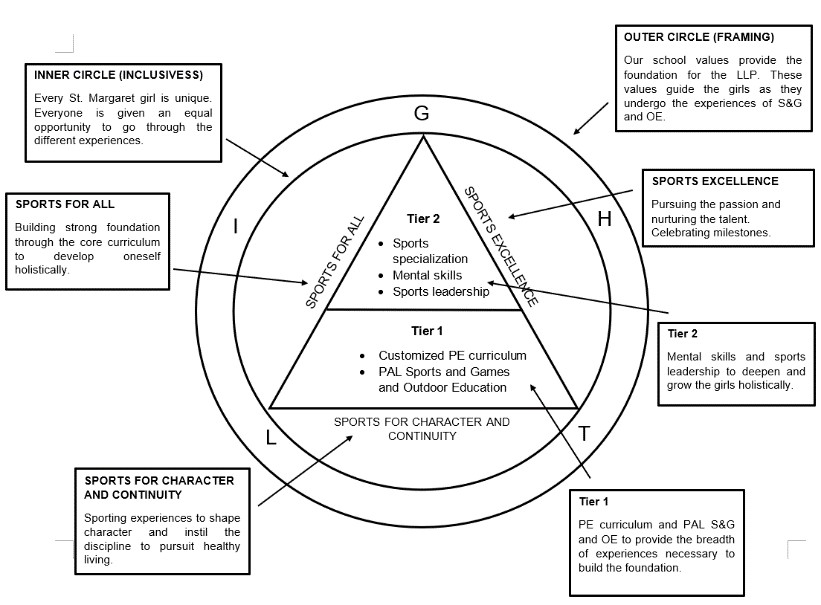 OUTER CIRCLE (FRAMING)
Our school values provide the
foundation for the LLP. These
values guide the girls as they
undergo the experiences of S&G
and OE.
INNER CIRCLE (INCLUSIVESS)
Every St. Margaret girl is unique.
Everyone is given an equal
opportunity to go through the
different experiences.
G
SPORTS EXCELLENCE
Pursuing the passion and
nurturing the talent.
Celebrating milestones.
SPORTS FOR ALL
Building strong foundation
through the core curriculum
to develop oneself
holistically.
I
H
SPORTS FOR ALL
SPORTS EXCELLENCE
Tier 2
• Sports
specialization
• Mental skills
• Sports leadership
Tier 1
• Customized PE curriculum
• PAL Sports and Games
and Outdoor Education
Tier 2
Mental skills and sports
leadership to deepen and
grow the girls holistically.
SPORTS FOR CHARACTER AND
CONTINUITY
L
T
SPORTS FOR CHARACTER
AND CONTINUITY
Sporting experiences to shape
character and instil the
discipline to pursuit healthy
living.
Tier 1
PE curriculum and PAL S&G
and OE to provide the breadth
of experiences necessary to
build the foundation.